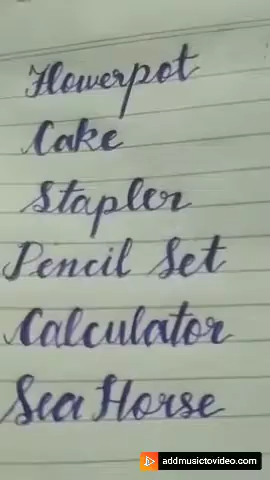 Flowerpot
Cake
Stapler
Pencil Set
Calculator
Sea Horse
addmusictovideo.com